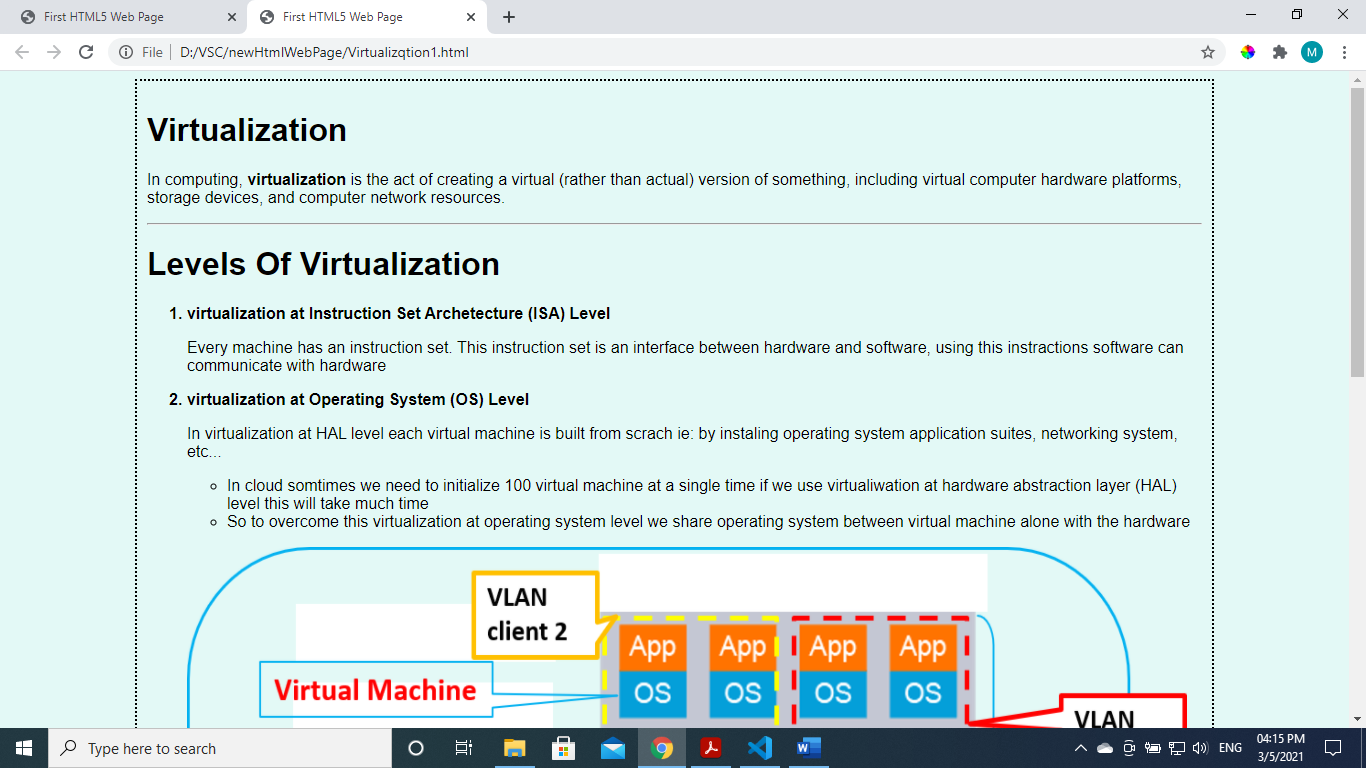 First HTML5 Web Page
First HTML5 Web Page
File
D:/VSC/newHtmlWebPage/Virtualizqtion1.html
M
Virtualization
In computing, virtualization is the act of creating a virtual (rather than actual) version of something, including virtual computer hardware platforms,
storage devices, and computer network resources.
Levels Of Virtualization
1. virtualization at Instruction Set Archetecture (ISA) Level
Every machine has an instruction set. This instruction set is an interface between hardware and software, using this instractions software can
communicate with hardware
2. virtualization at Operating System (OS) Level
In virtualization at HAL level each virtual machine is built from scrach ie: by instaling operating system application suites, networking system,
etc...
In cloud somtimes we need to initialize 100 virtual machine at a single time if we use virtualiwation at hardware abstraction layer (HAL)
level this will take much time
So to overcome this virtualization at operating system level we share operating system between virtual machine alone with the hardware
VLAN
client 2
App App App App
Virtual Machine
OS OS OS OS
VLAN
Type here to search
ENG
04:15 PM
3/5/2021